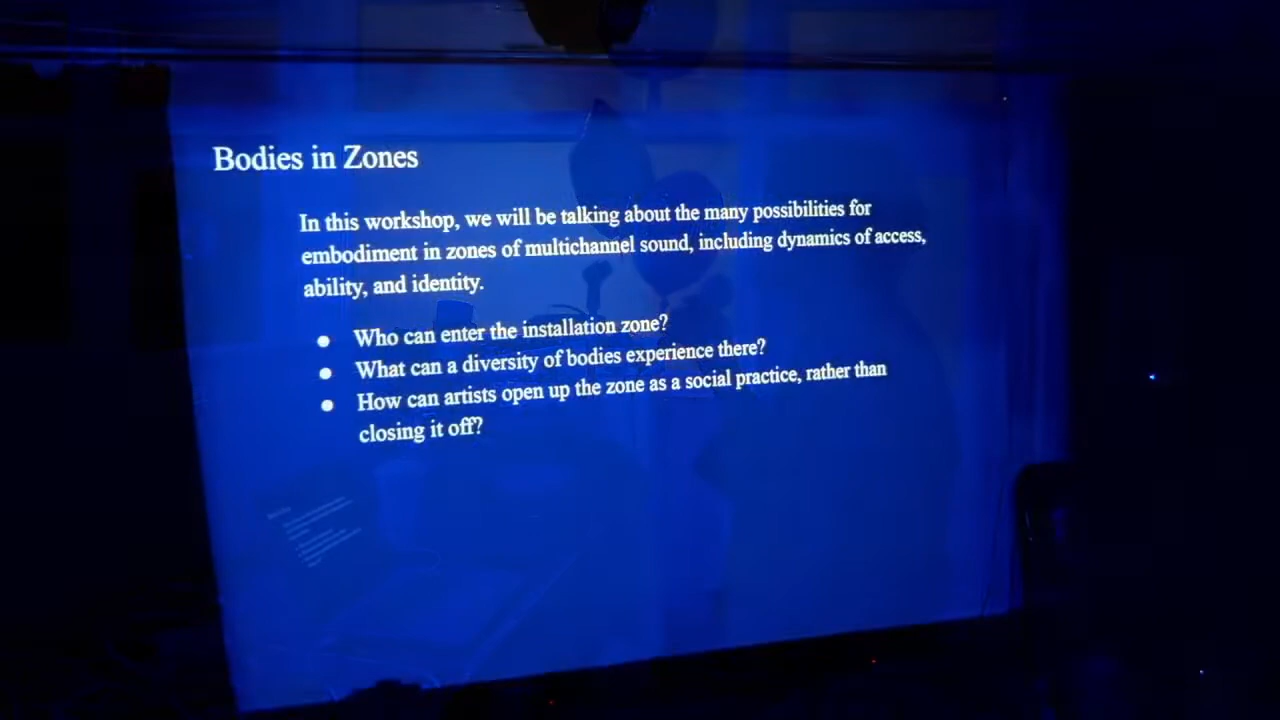 Bodies in Zones
In this workshop, we will be talking about the many possibilities for
embodiment in zones of multichannel sound, including dynamics of access,
ability, and identity.
● Who can enter the installation zone?
● What can a diversity of bodies experience there?
● How can artists open up the zone as a social practice, rather than
closing it off?